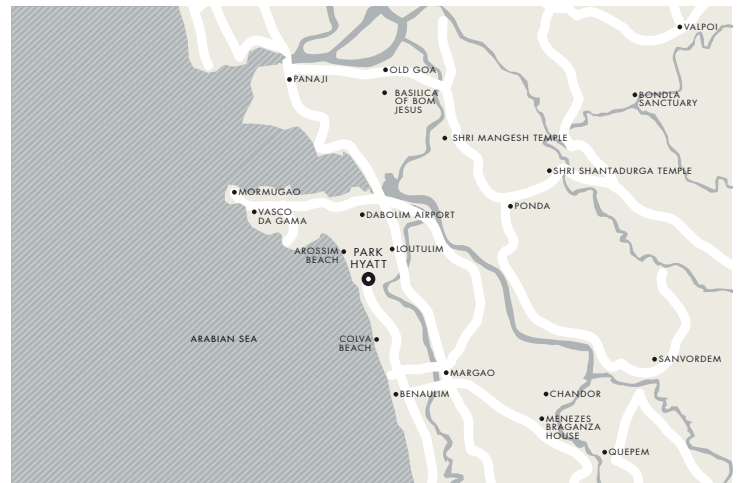 VALPOI
OLD GOA
PANAJI
BASILICA
OF BOM
JESUS
BONDLA
SANCTUARY
SHRI MANGESH TEMPLE
SHRI SHANTADURGA TEMPLE
MORMUGAO
PONDA
VASCO
DA GAMA
DABOLIM AIRPORT
AROSSIM
BEACH
PARK
HYATT
LOUTULIM
ARABIAN SEA
COLVA
BEACH
SANVORDEM
MARGAO
BENAULIM
CHANDOR
MENEZES
BRAGANZA
HOUSE
QUEPEM